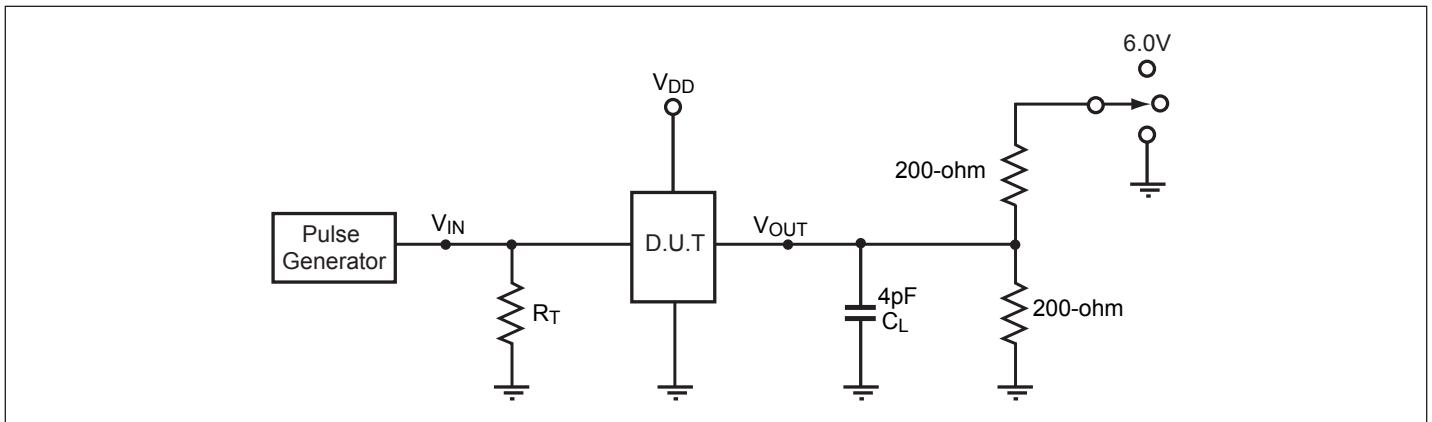 6.0V
VDD
200-ohm
Pulse
Generator
VIN
D.U.T
VOUT
RT
4pF
CL
200-ohm